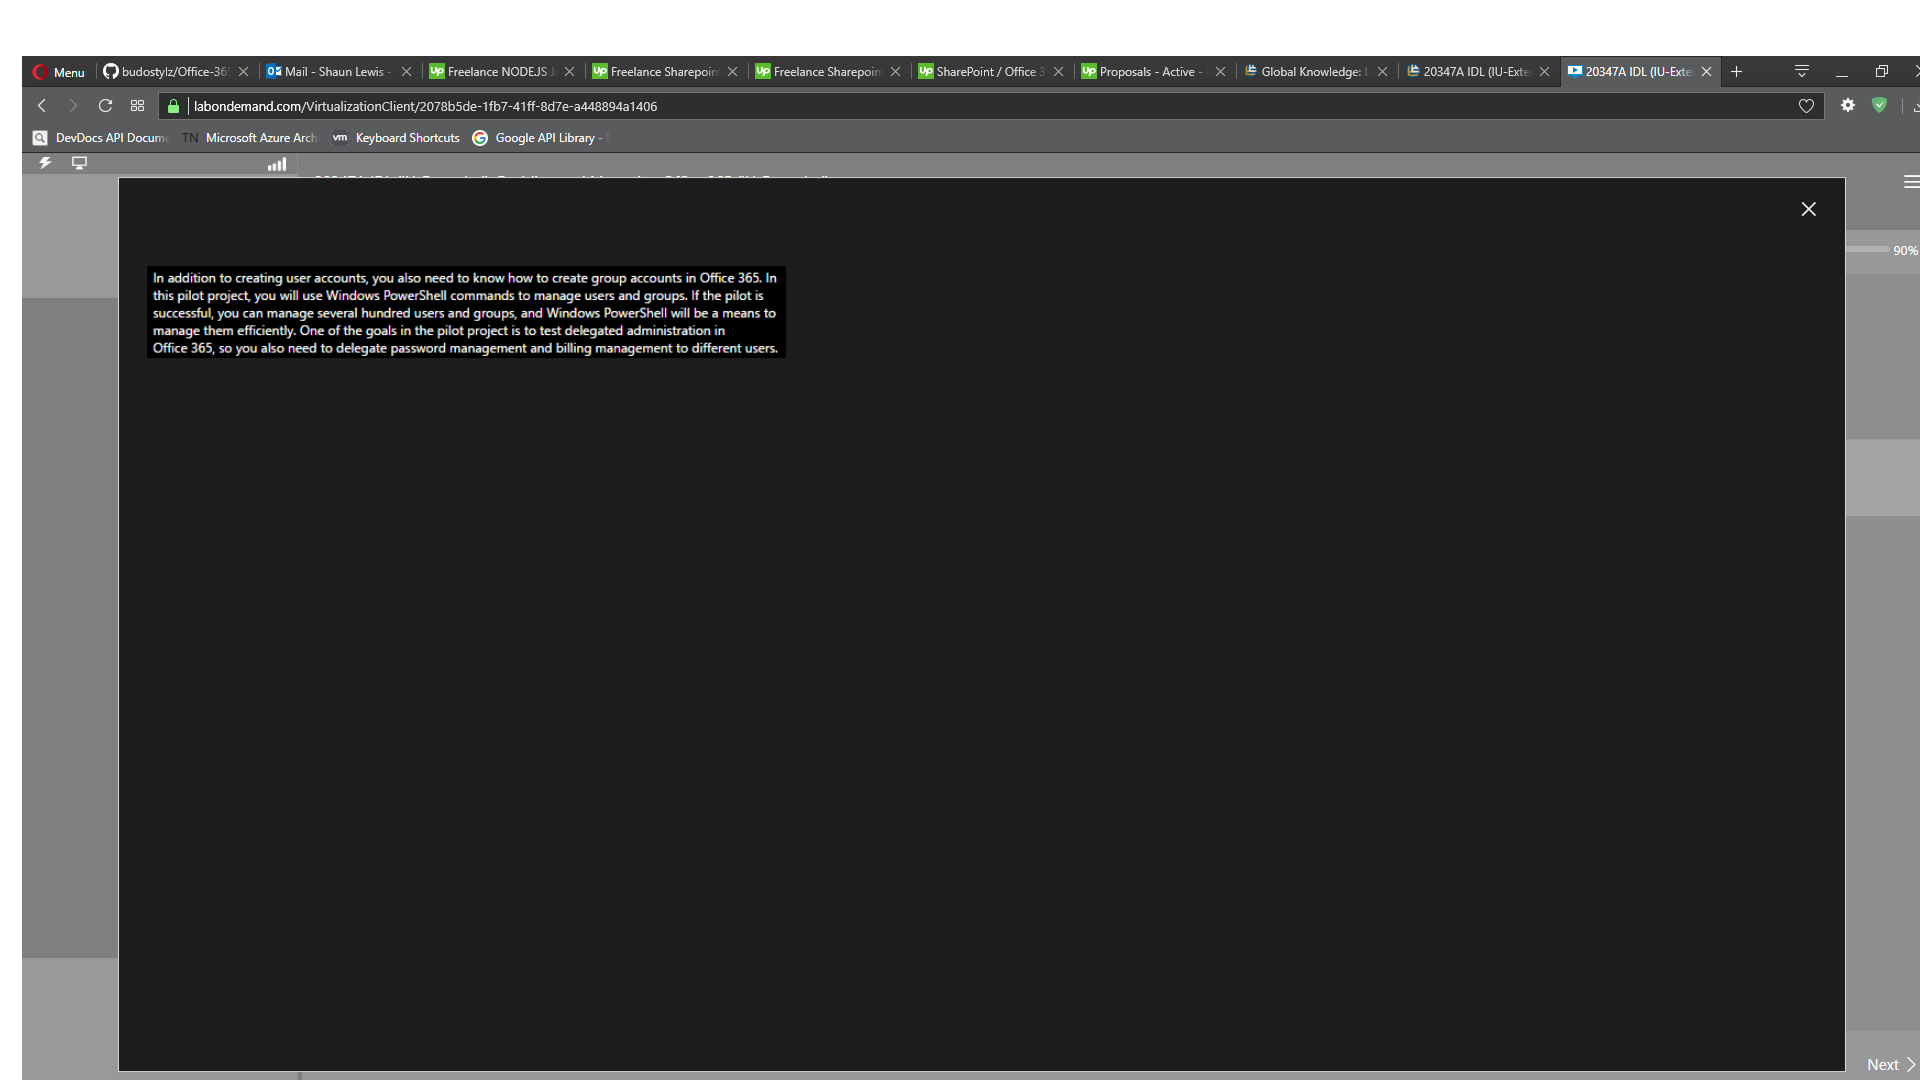 Menu
budostylz/Office-365
Mail - Shaun Lewis -
Freelance NODEJS
Freelance Sharepoint
Freelance Sharepoint
SharePoint / Office 3
Proposals - Active -
Global Knowledge:
20347A IDL (IU-Exte
20347A IDL (IU-Exte
labondemand.com/VirtualizationClient/2078b5de-1fb7-41ff-8d7e-a448894a1406
DevDocs API Docume
TN Microsoft Azure Arch
vm Keyboard Shortcuts
Google API Library -
90%
In addition to creating user accounts, you also need to know how to create group accounts in Office 365. In
this pilot project, you will use Windows PowerShell commands to manage users and groups. If the pilot is
successful, you can manage several hundred users and groups, and Windows PowerShell will be a means to
manage them efficiently. One of the goals in the pilot project is to test delegated administration in
Office 365, so you also need to delegate password management and billing management to different users.
Next